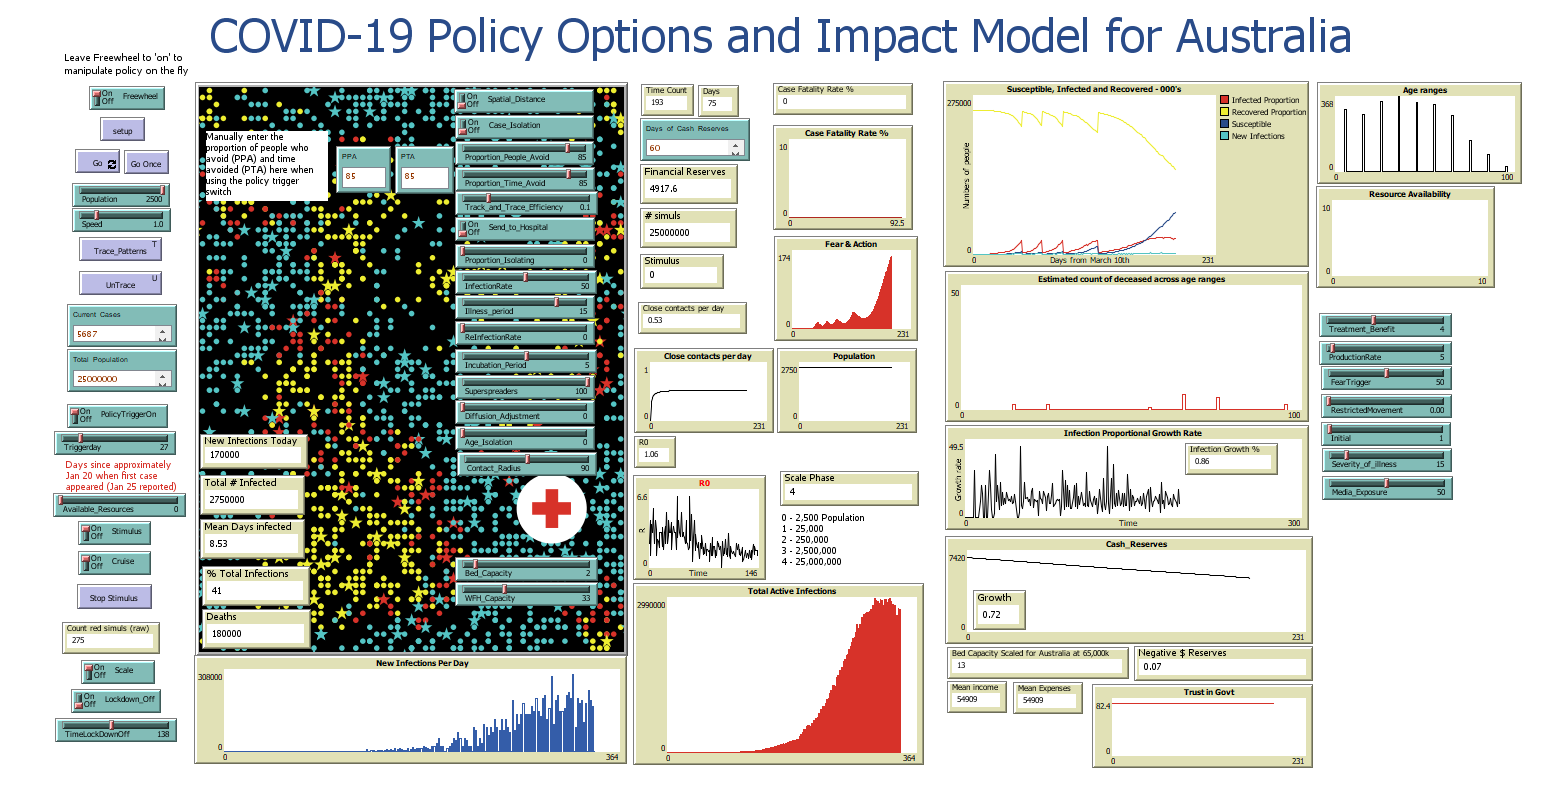 COVID-19 Policy Options and Impact Model for Australia
Leave Freewheel to 'on' to
manipulate policy on the fly
On
Off
Freewheel
setup
Go
Go Once
Population
2500
Speed
1.0
Trace_Patterns
T
UnTrace
U
Current Cases
5687
Total Population
25000000
On
Off
PolicyTriggerOn
Triggerday
27
Days since approximately
Jan 20 when first case
appeared (Jan 25 reported)
Available_Resources
0
On
Off
Stimulus
On
Off
Cruise
Stop Stimulus
Count red simuls (raw)
275
On
Off
Scale
On
Off
Lockdown_Off
TimeLockDownOff
138
Manually enter the
proportion of people who
avoid (PPA) and time
avoided (PTA) here when
using the policy trigger
switch
PPA
85
PTA
85
On
Off
Spatial_Distance
On
Off
Case_Isolation
Proportion_People_Avoid
85
Proportion_Time_Avoid
85
Track_and_Trace_Efficiency
0.1
On
Off
Send_to_Hospital
Proportion_Isolating
0
InfectionRate
50
Illness_period
15
ReInfectionRate
0
Incubation_Period
5
Superspreaders
100
Diffusion_Adjustment
Age_Isolation
0
Contact_Radius
90
Bed_Capacity
2
WFH_Capacity
33
New Infections Today
170000
Total # Infected
2750000
Mean Days infected
8.53
% Total Infections
41
Deaths
180000
New Infections Per Day
308000
0
0
364
Time Count
193
Days
75
Days of Cash Reserves
60
Financial Reserves
4917.6
# simuls
25000000
Stimulus
0
Close contacts per day
0.53
Close contacts per day
1
0
0
231
R0
1.06
R0
6.6
R
0
0
Time
146
Case Fatality Rate %
0
Case Fatality Rate %
10
0
0
92.5
Fear & Action
174
0
0
231
Population
2750
0
0
231
Scale Phase
4
0 - 2,500 Population
1 - 25,000
2 - 250,000
3 - 2,500,000
4 - 25,000,000
Total Active Infections
2990000
0
0
364
Susceptible, Infected and Recovered - 000's
275000
Numbers of people
0
0
Days from March 10th
231
Infected Proportion
Recovered Proportion
Susceptible
New Infections
Estimated count of deceased across age ranges
50
0
0
100
Infection Proportional Growth Rate
49.5
Growth rate
0
0
Time
300
Infection Growth %
0.86
Cash_Reserves
7420
0
0
231
Growth
0.72
Bed Capacity Scaled for Australia at 65,000k
13
Negative $ Reserves
0.07
Mean income
54909
Mean Expenses
54909
Trust in Govt
82.4
0
0
231
Age ranges
368
0
0
100
Resource Availability
10
0
0
10
Treatment_Benefit
4
ProductionRate
5
FearTrigger
50
RestrictedMovement
0.00
Initial
1
Severity_of_illness
15
Media_Exposure
50